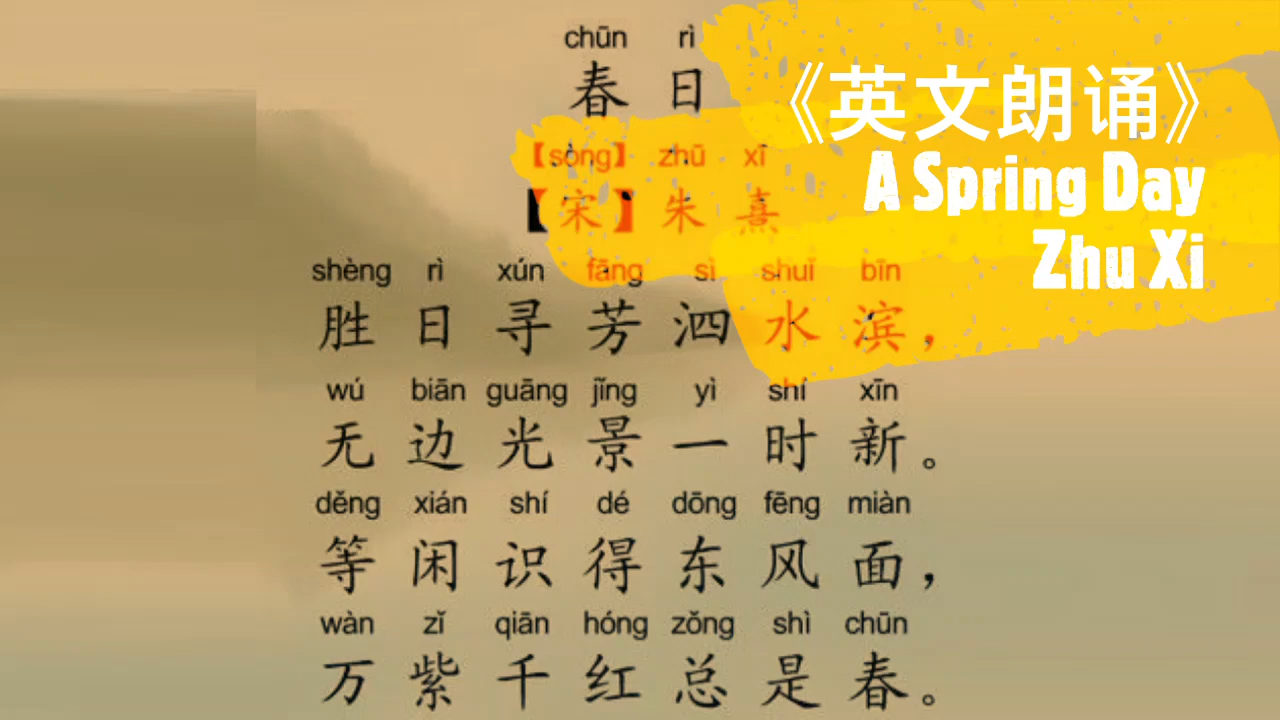 chūn rì
春日
【sòng】 zhū xī
【宋】朱熹
shèng rì xún fāng sì shuǐ bīn
胜日寻芳泗水滨，
wú biān guāng jǐng yì shí xīn
无边光景一时新。
děng xián shí dé dōng fēng miàn
等闲识得东风面，
wàn zǐ qiān hóng zǒng shì chūn
万紫千红总是春。
《英文朗诵》
A Spring Day
Zhu Xi